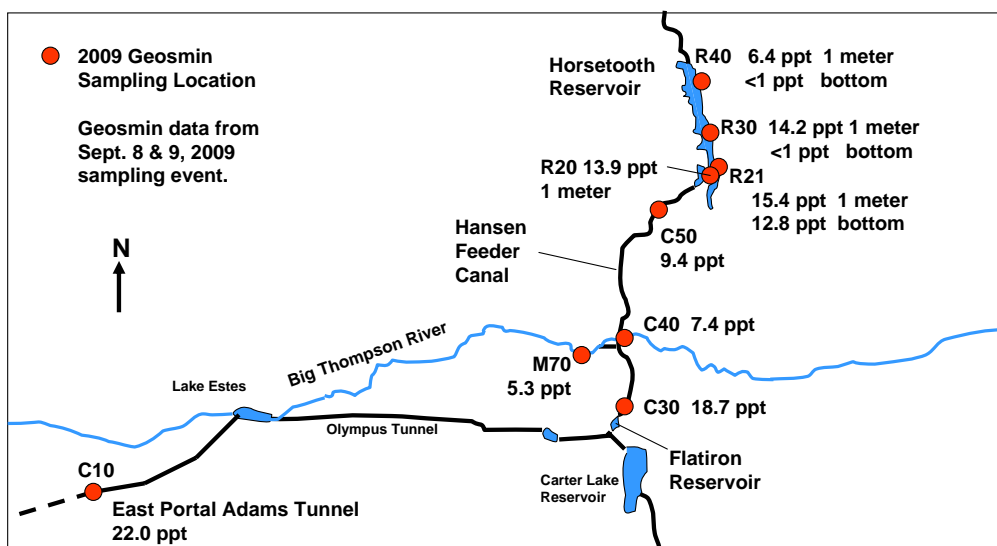 2009 Geosmin
Sampling Location
Geosmin data from
Sept. 8 & 9, 2009
sampling event.
N
Horsetooth
Reservoir
R40 6.4 ppt 1 meter
<1 ppt bottom
R30 14.2 ppt 1 meter
<1 ppt bottom
R20 13.9 ppt
1 meter
R21
15.4 ppt 1 meter
12.8 ppt bottom
C50
9.4 ppt
Hansen
Feeder
Canal
C40 7.4 ppt
Big Thompson River
M70
5.3 ppt
Lake Estes
C30 18.7 ppt
Olympus Tunnel
Flatiron
Reservoir
Carter Lake
Reservoir
C10
East Portal Adams Tunnel
22.0 ppt